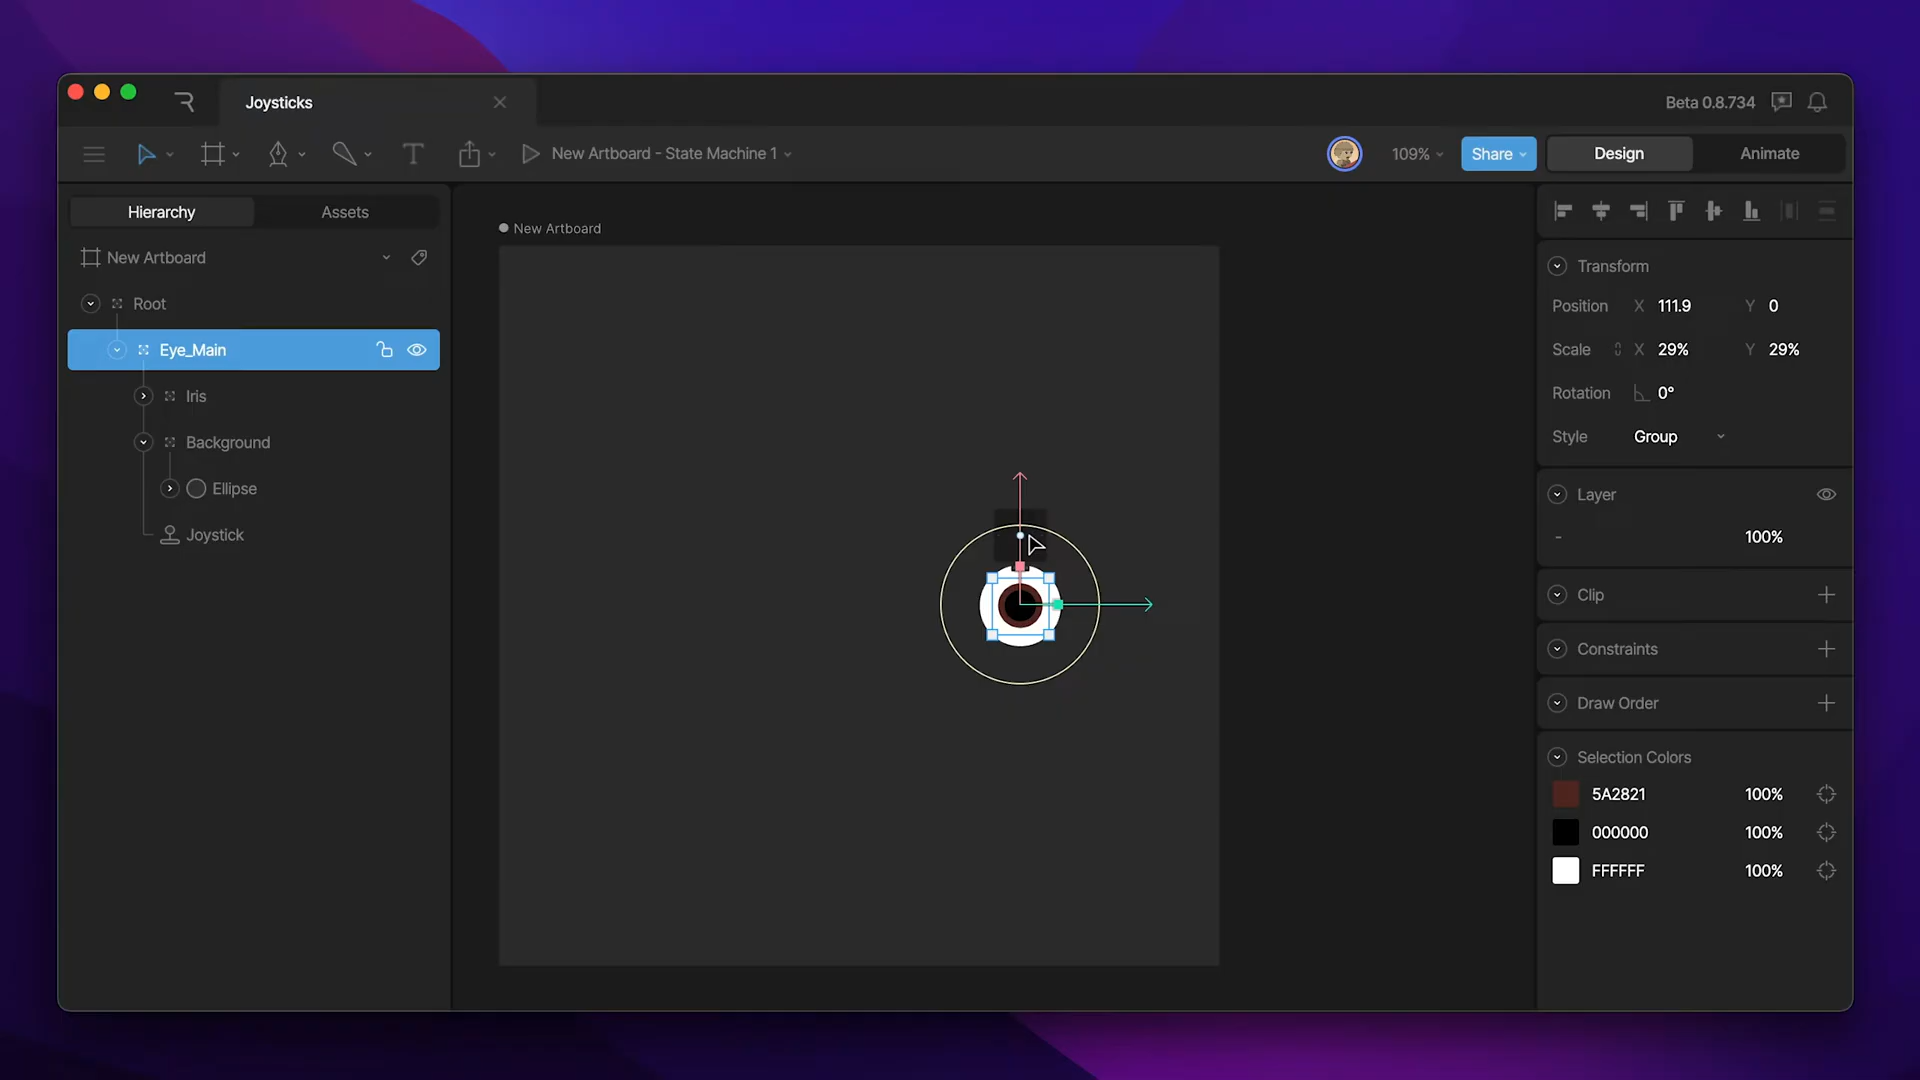 Joysticks
Beta 0.8.734
New Artboard - State Machine 1
109%
Share
Design
Animate
Hierarchy
Assets
New Artboard
Root
Eye_Main
Iris
Background
Ellipse
Joystick
New Artboard
Transform
Position X 111.9 Y 0
Scale X 29% Y 29%
Rotation 0°
Style Group
Layer
- 100%
Clip
Constraints
Draw Order
Selection Colors
5A2821 100%
000000 100%
FFFFFF 100%